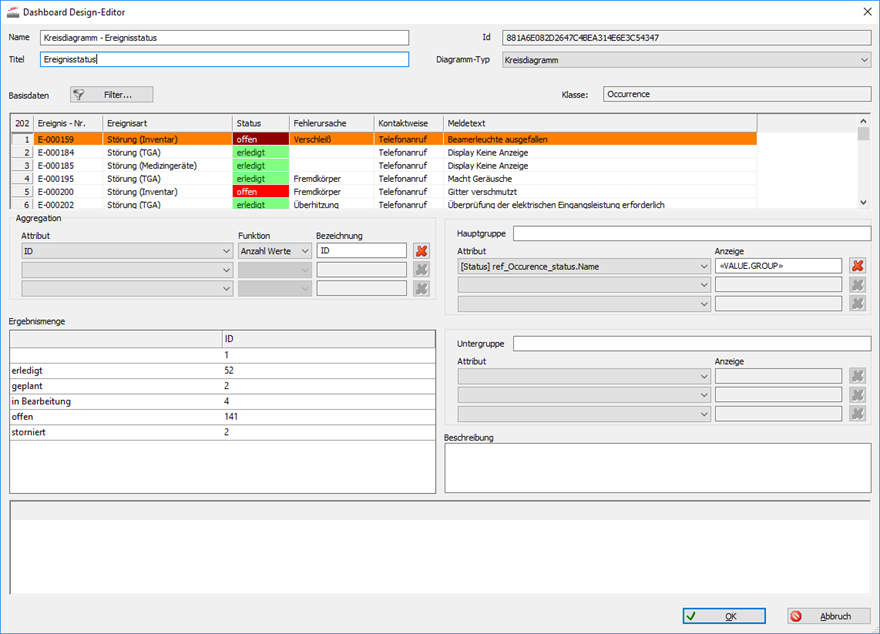 Dashboard Design-Editor
Name Kreisdiagramm - Ereignisstatus Id 881A6E082D2647C4BEA314E6E3C54347
Titel Ereignisstatus Diagramm-Typ Kreisdiagramm
Basisdaten Filter... Klasse: Occurrence
202 Ereignis - Nr. Ereignisart Status Fehlerursache Kontaktweise Meldetext
1 E-000159 Störung (Inventar) offen Verschleiß Telefonanruf Beamerleuchte ausgefallen
2 E-000184 Störung (TGA) erledigt Telefonanruf Display Keine Anzeige
3 E-000185 Störung (Medizingeräte) erledigt Telefonanruf Display Keine Anzeige
4 E-000195 Störung (TGA) erledigt Fremdkörper Telefonanruf Macht Geräusche
5 E-000200 Störung (Inventar) offen Fremdkörper Telefonanruf Gitter verschmutzt
6 E-000202 Störung (TGA) erledigt Überhitzung Telefonanruf Überprüfung der elektrischen Eingangsleistung erforderlich
Aggregation
Attribut Funktion Bezeichnung
ID Anzahl Werte ID
Hauptgruppe
Attribut Anzeige
[Status] ref_Occurence_status.Name «VALUE.GROUP»
Ergebnismenge
ID
1
erledigt 52
geplant 2
in Bearbeitung 4
offen 141
storniert 2
Untergruppe
Attribut Anzeige
Beschreibung
OK Abbruch